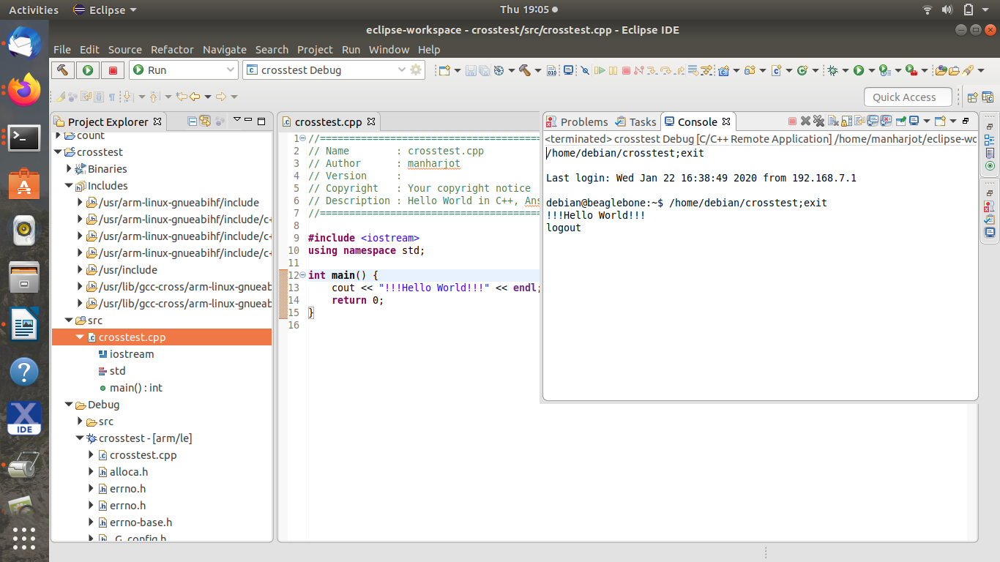 Activities Eclipse Thu 19:05
eclipse-workspace - crosstest/src/crosstest.cpp - Eclipse IDE
File Edit Source Refactor Navigate Search Project Run Window Help
Run crosstest Debug
Quick Access
Project Explorer
count
crosstest
Binaries
Includes
/usr/arm-linux-gnueabihf/include
/usr/arm-linux-gnueabihf/include/c+
/usr/arm-linux-gnueabihf/include/c+
/usr/arm-linux-gnueabihf/include/c+
/usr/include
/usr/lib/gcc-cross/arm-linux-gnueab
/usr/lib/gcc-cross/arm-linux-gnueab
src
crosstest.cpp
iostream
std
main() : int
Debug
src
crosstest - [arm/le]
crosstest.cpp
alloca.h
errno.h
errno.h
errno-base.h
_G_config.h
IDE
crosstest.cpp
1 //======================================
2 // Name        : crosstest.cpp
3 // Author      : manharjot
4 // Version     :
5 // Copyright   : Your copyright notice
6 // Description : Hello World in C++, Ans
7 //======================================
8
9 #include <iostream>
10 using namespace std;
11
12 int main() {
13     cout << "!!!Hello World!!!" << endl;
14     return 0;
15 }
16
Problems Tasks Console
<terminated> crosstest Debug [C/C++ Remote Application] /home/manharjot/eclipse-wo
/home/debian/crosstest;exit
Last login: Wed Jan 22 16:38:49 2020 from 192.168.7.1
debian@beaglebone:~$ /home/debian/crosstest;exit
!!!Hello World!!!
logout